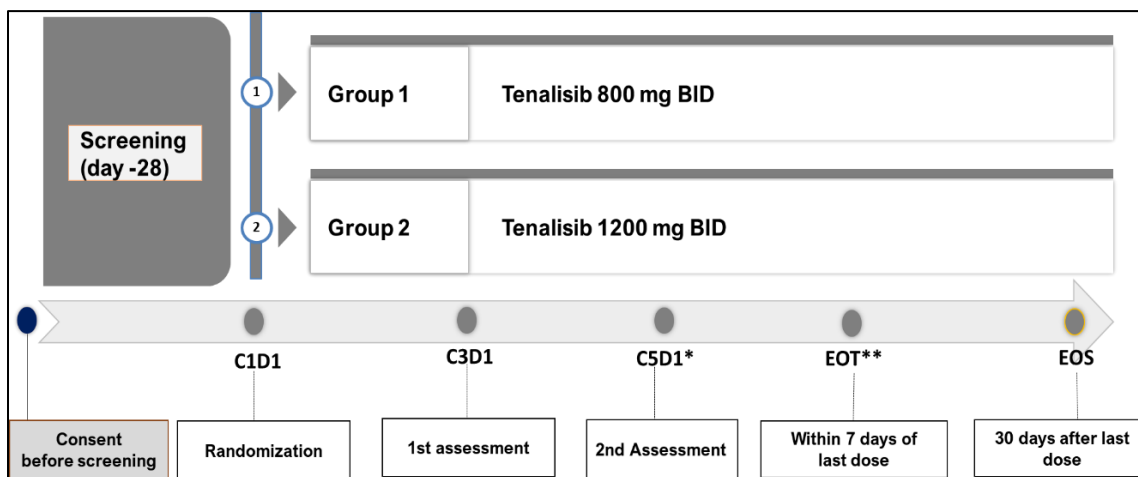 Screening
(day -28)
1
Group 1
Tenalisib 800 mg BID
2
Group 2
Tenalisib 1200 mg BID
C1D1
C3D1
C5D1*
EOT**
EOS
Consent
before screening
Randomization
1st assessment
2nd Assessment
Within 7 days of
last dose
30 days after last
dose